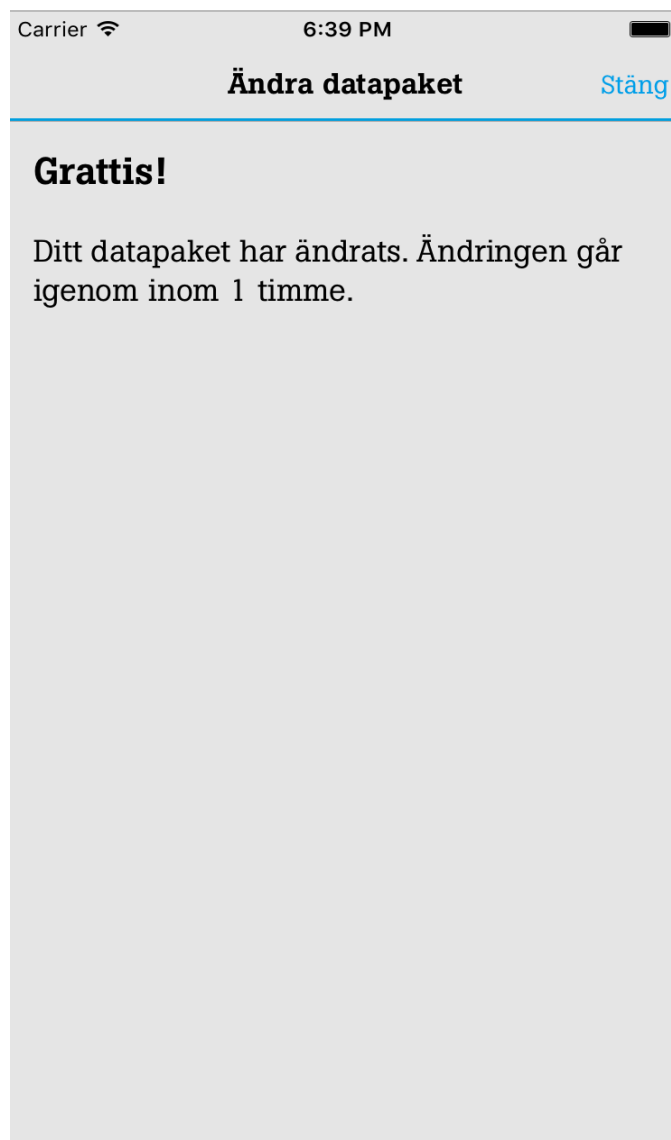 Carrier 6:39 PM
Ändra datapaket Stäng
Grattis!
Ditt datapaket har ändrats. Ändringen går
igenom inom 1 timme.